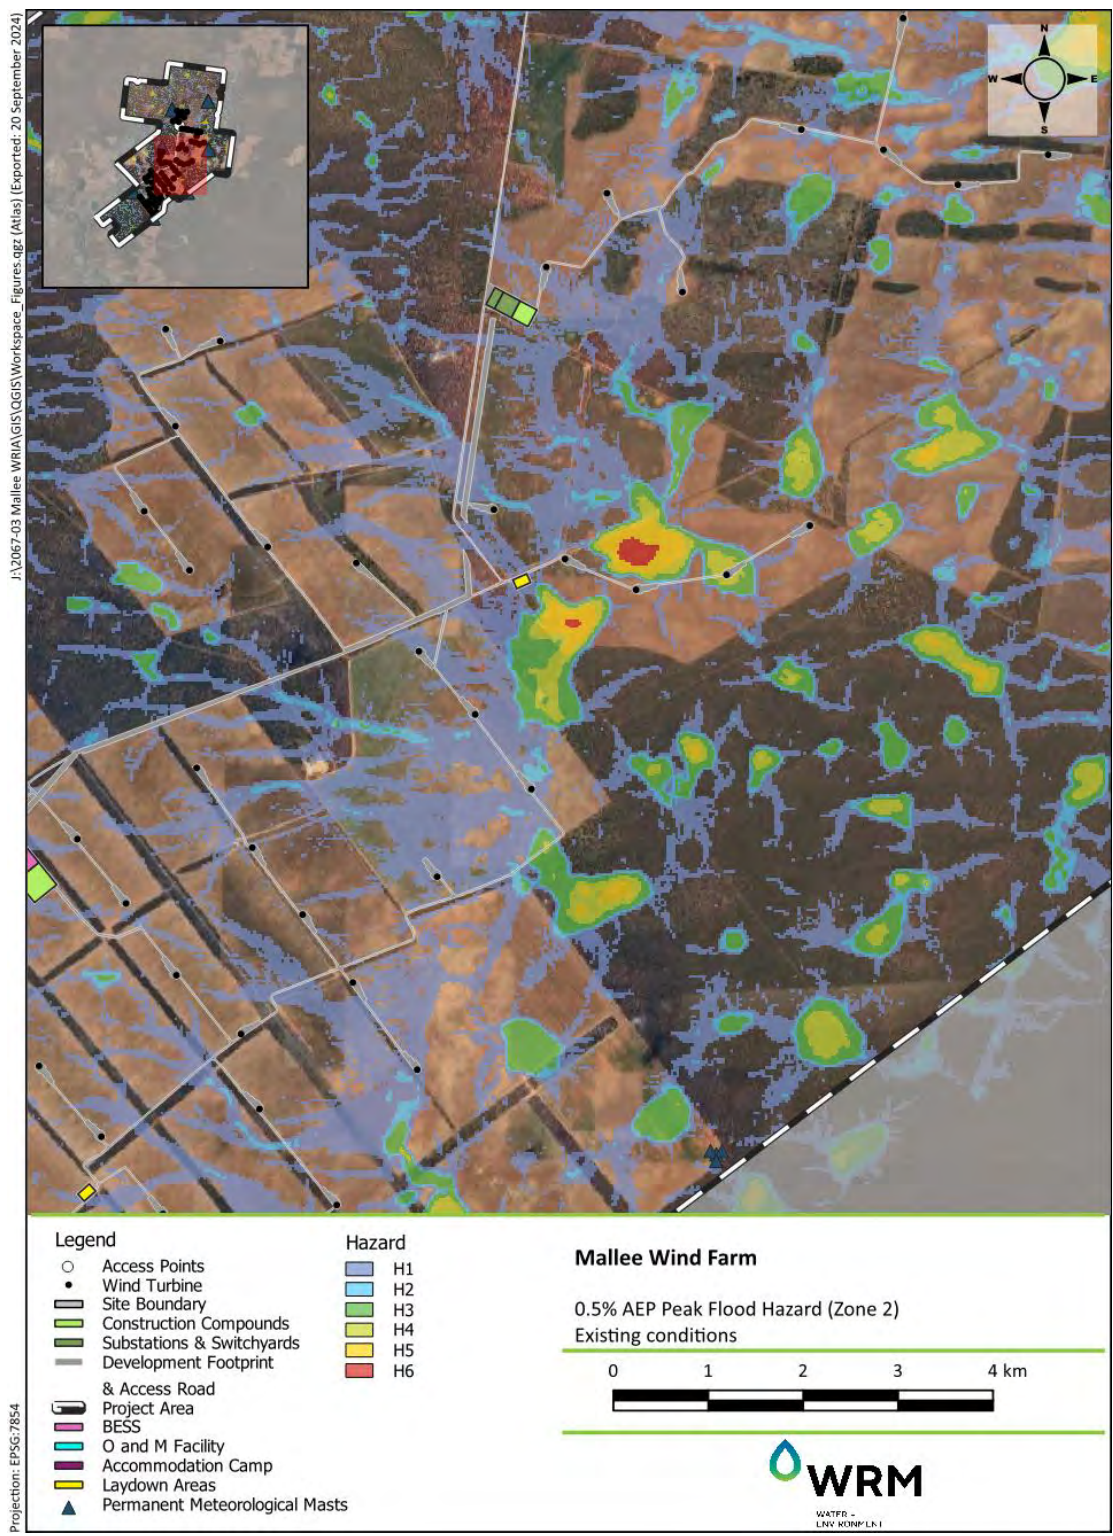 J:\2067-03 Mallee WRIA\GIS\QGIS\Workspace_Figures.qgz (Atlas) (Exported: 20 September 2024)
N
W
E
S
Legend
Access Points
Wind Turbine
Site Boundary
Construction Compounds
Substations & Switchyards
Development Footprint
& Access Road
Project Area
BESS
O and M Facility
Accommodation Camp
Laydown Areas
Permanent Meteorological Masts
Hazard
H1
H2
H3
H4
H5
H6
Mallee Wind Farm
0.5% AEP Peak Flood Hazard (Zone 2)
Existing conditions
0 1 2 3 4 km
WRM
WATER +
ENVIRONMENT
Projection: EPSG:7854